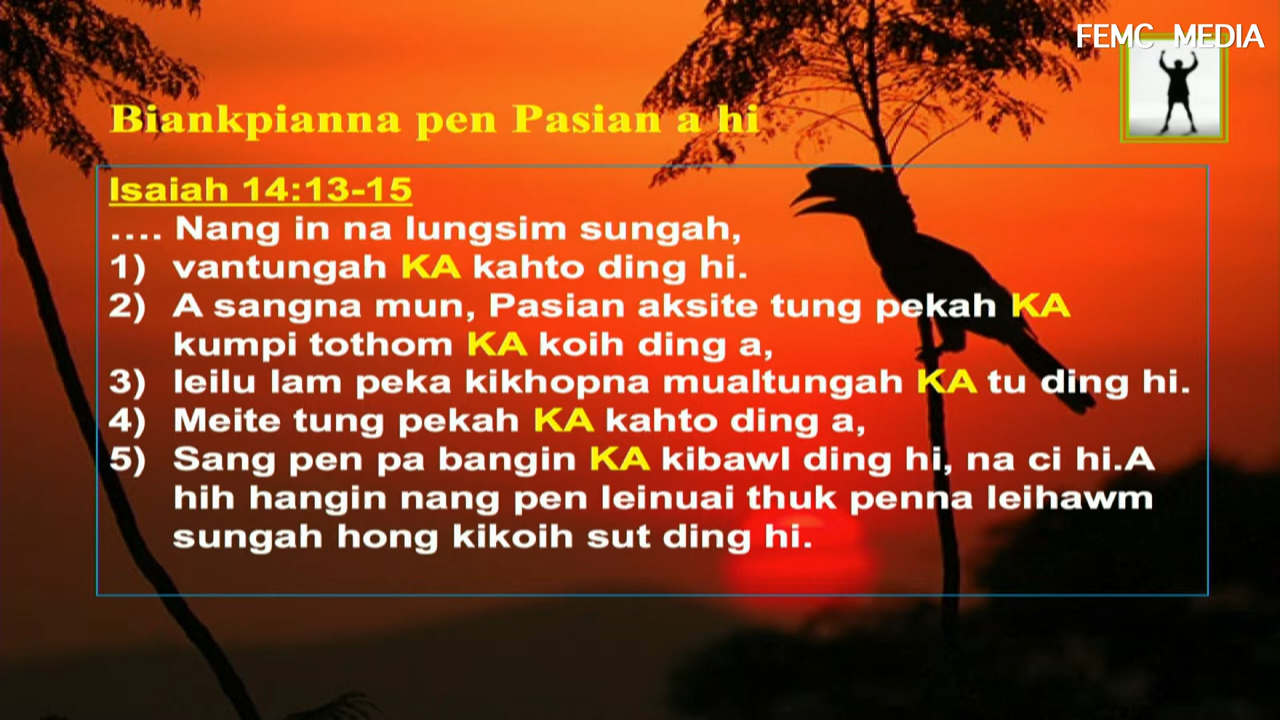 FEMC MEDIA
Biankpianna pen Pasian a hi
Isaiah 14:13-15
.... Nang in na lungsim sungah,
1) vantungah KA kahto ding hi.
2) A sangna mun, Pasian aksite tung pekah KA
kumpi tothom KA koih ding a,
3) leilu lam peka kikhopna mualtungah KA tu ding hi.
4) Meite tung pekah KA kahto ding a,
5) Sang pen pa bangin KA kibawl ding hi, na ci hi.A
hih hangin nang pen leinuai thuk penna leihawm
sungah hong kikoih sut ding hi.